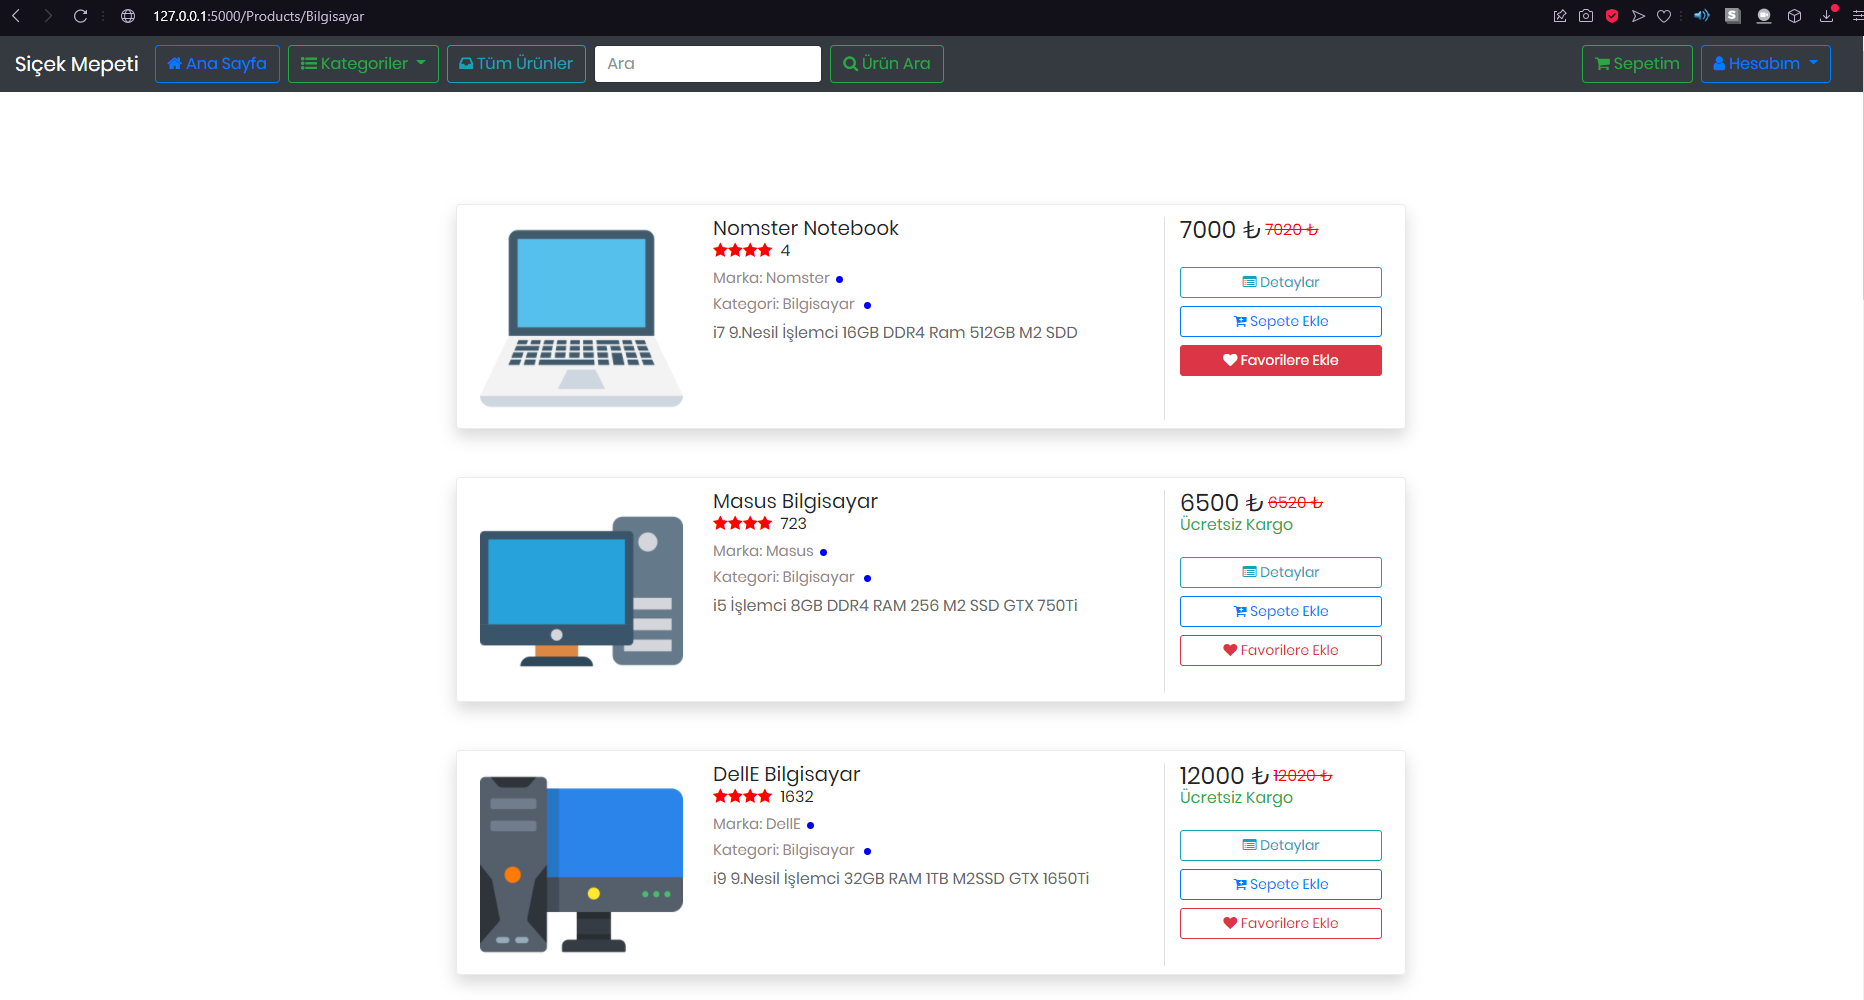 127.0.0.1:5000/Products/Bilgisayar
Siçek Mepeti Ana Sayfa Kategoriler Tüm Ürünler Ara Ürün Ara Sepetim Hesabım
Nomster Notebook
4
Marka: Nomster
Kategori: Bilgisayar
i7 9.Nesil İşlemci 16GB DDR4 Ram 512GB M2 SDD
7000 ₺ 7020 ₺
Detaylar
Sepete Ekle
Favorilere Ekle
Masus Bilgisayar
723
Marka: Masus
Kategori: Bilgisayar
i5 İşlemci 8GB DDR4 RAM 256 M2 SSD GTX 750Ti
6500 ₺ 6520 ₺
Ücretsiz Kargo
Detaylar
Sepete Ekle
Favorilere Ekle
DellE Bilgisayar
1632
Marka: DellE
Kategori: Bilgisayar
i9 9.Nesil İşlemci 32GB RAM 1TB M2SSD GTX 1650Ti
12000 ₺ 12020 ₺
Ücretsiz Kargo
Detaylar
Sepete Ekle
Favorilere Ekle